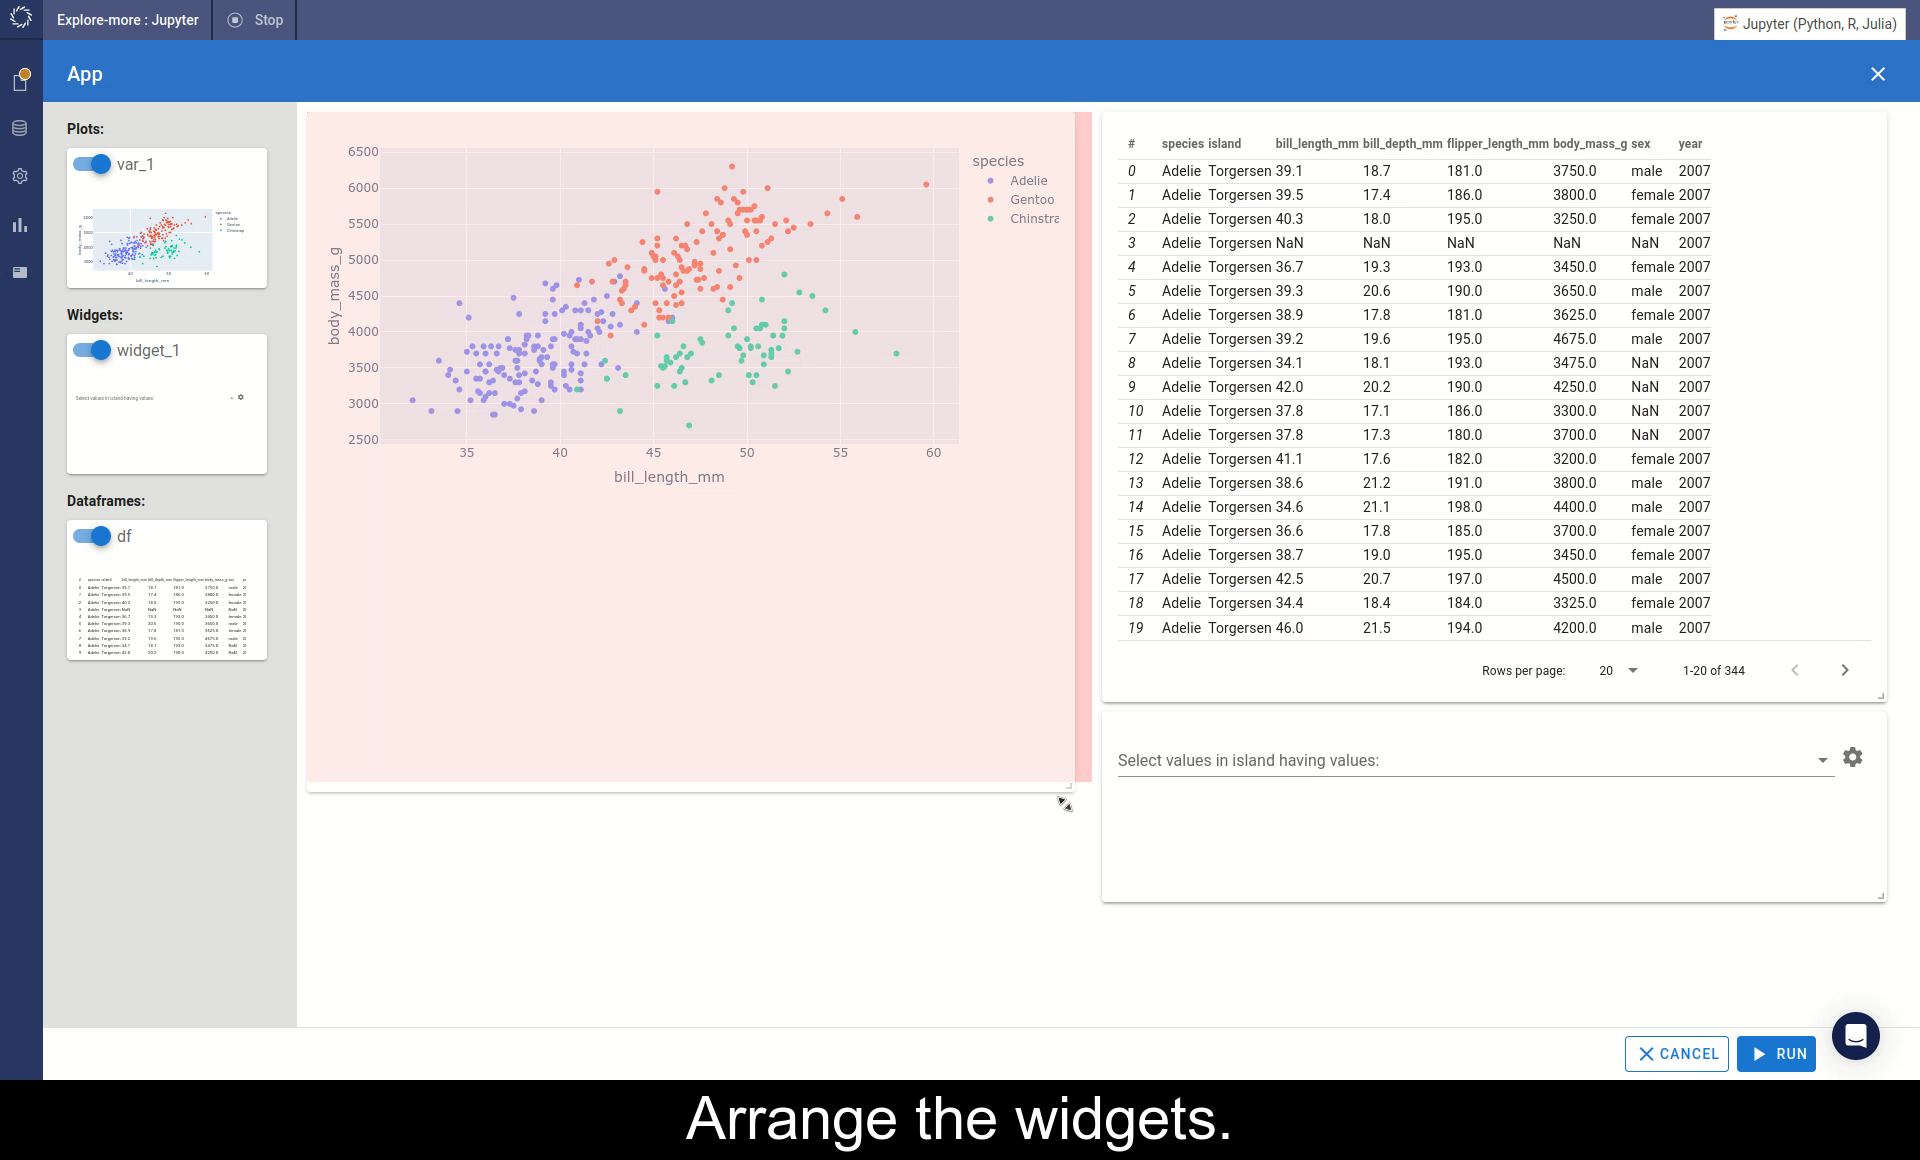 Explore-more : Jupyter
Stop
Jupyter (Python, R, Julia)
App
Plots:
var_1
Widgets:
widget_1
Select values in island having values:
Dataframes:
df
6500
6000
5500
5000
4500
4000
3500
3000
2500
body_mass_g
35 40 45 50 55 60
bill_length_mm
species
Adelie
Gentoo
Chinstra
# species island bill_length_mm bill_depth_mm flipper_length_mm body_mass_g sex year
0 Adelie Torgersen 39.1 18.7 181.0 3750.0 male 2007
1 Adelie Torgersen 39.5 17.4 186.0 3800.0 female 2007
2 Adelie Torgersen 40.3 18.0 195.0 3250.0 female 2007
3 Adelie Torgersen NaN NaN NaN NaN NaN 2007
4 Adelie Torgersen 36.7 19.3 193.0 3450.0 female 2007
5 Adelie Torgersen 39.3 20.6 190.0 3650.0 male 2007
6 Adelie Torgersen 38.9 17.8 181.0 3625.0 female 2007
7 Adelie Torgersen 39.2 19.6 195.0 4675.0 male 2007
8 Adelie Torgersen 34.1 18.1 193.0 3475.0 NaN 2007
9 Adelie Torgersen 42.0 20.2 190.0 4250.0 NaN 2007
10 Adelie Torgersen 37.8 17.1 186.0 3300.0 NaN 2007
11 Adelie Torgersen 37.8 17.3 180.0 3700.0 NaN 2007
12 Adelie Torgersen 41.1 17.6 182.0 3200.0 female 2007
13 Adelie Torgersen 38.6 21.2 191.0 3800.0 male 2007
14 Adelie Torgersen 34.6 21.1 198.0 4400.0 male 2007
15 Adelie Torgersen 36.6 17.8 185.0 3700.0 female 2007
16 Adelie Torgersen 38.7 19.0 195.0 3450.0 female 2007
17 Adelie Torgersen 42.5 20.7 197.0 4500.0 male 2007
18 Adelie Torgersen 34.4 18.4 184.0 3325.0 female 2007
19 Adelie Torgersen 46.0 21.5 194.0 4200.0 male 2007
Rows per page: 20 1-20 of 344
Select values in island having values:
CANCEL
RUN
Arrange the widgets.